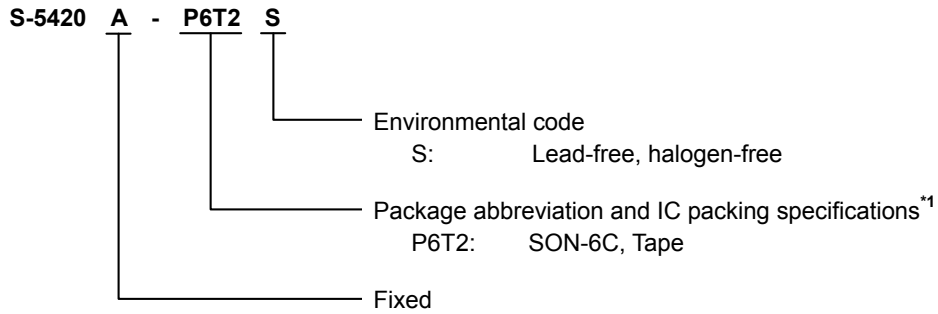 S-5420 A - P6T2 S
Environmental code
S: Lead-free, halogen-free
Package abbreviation and IC packing specifications*1
P6T2: SON-6C, Tape
Fixed